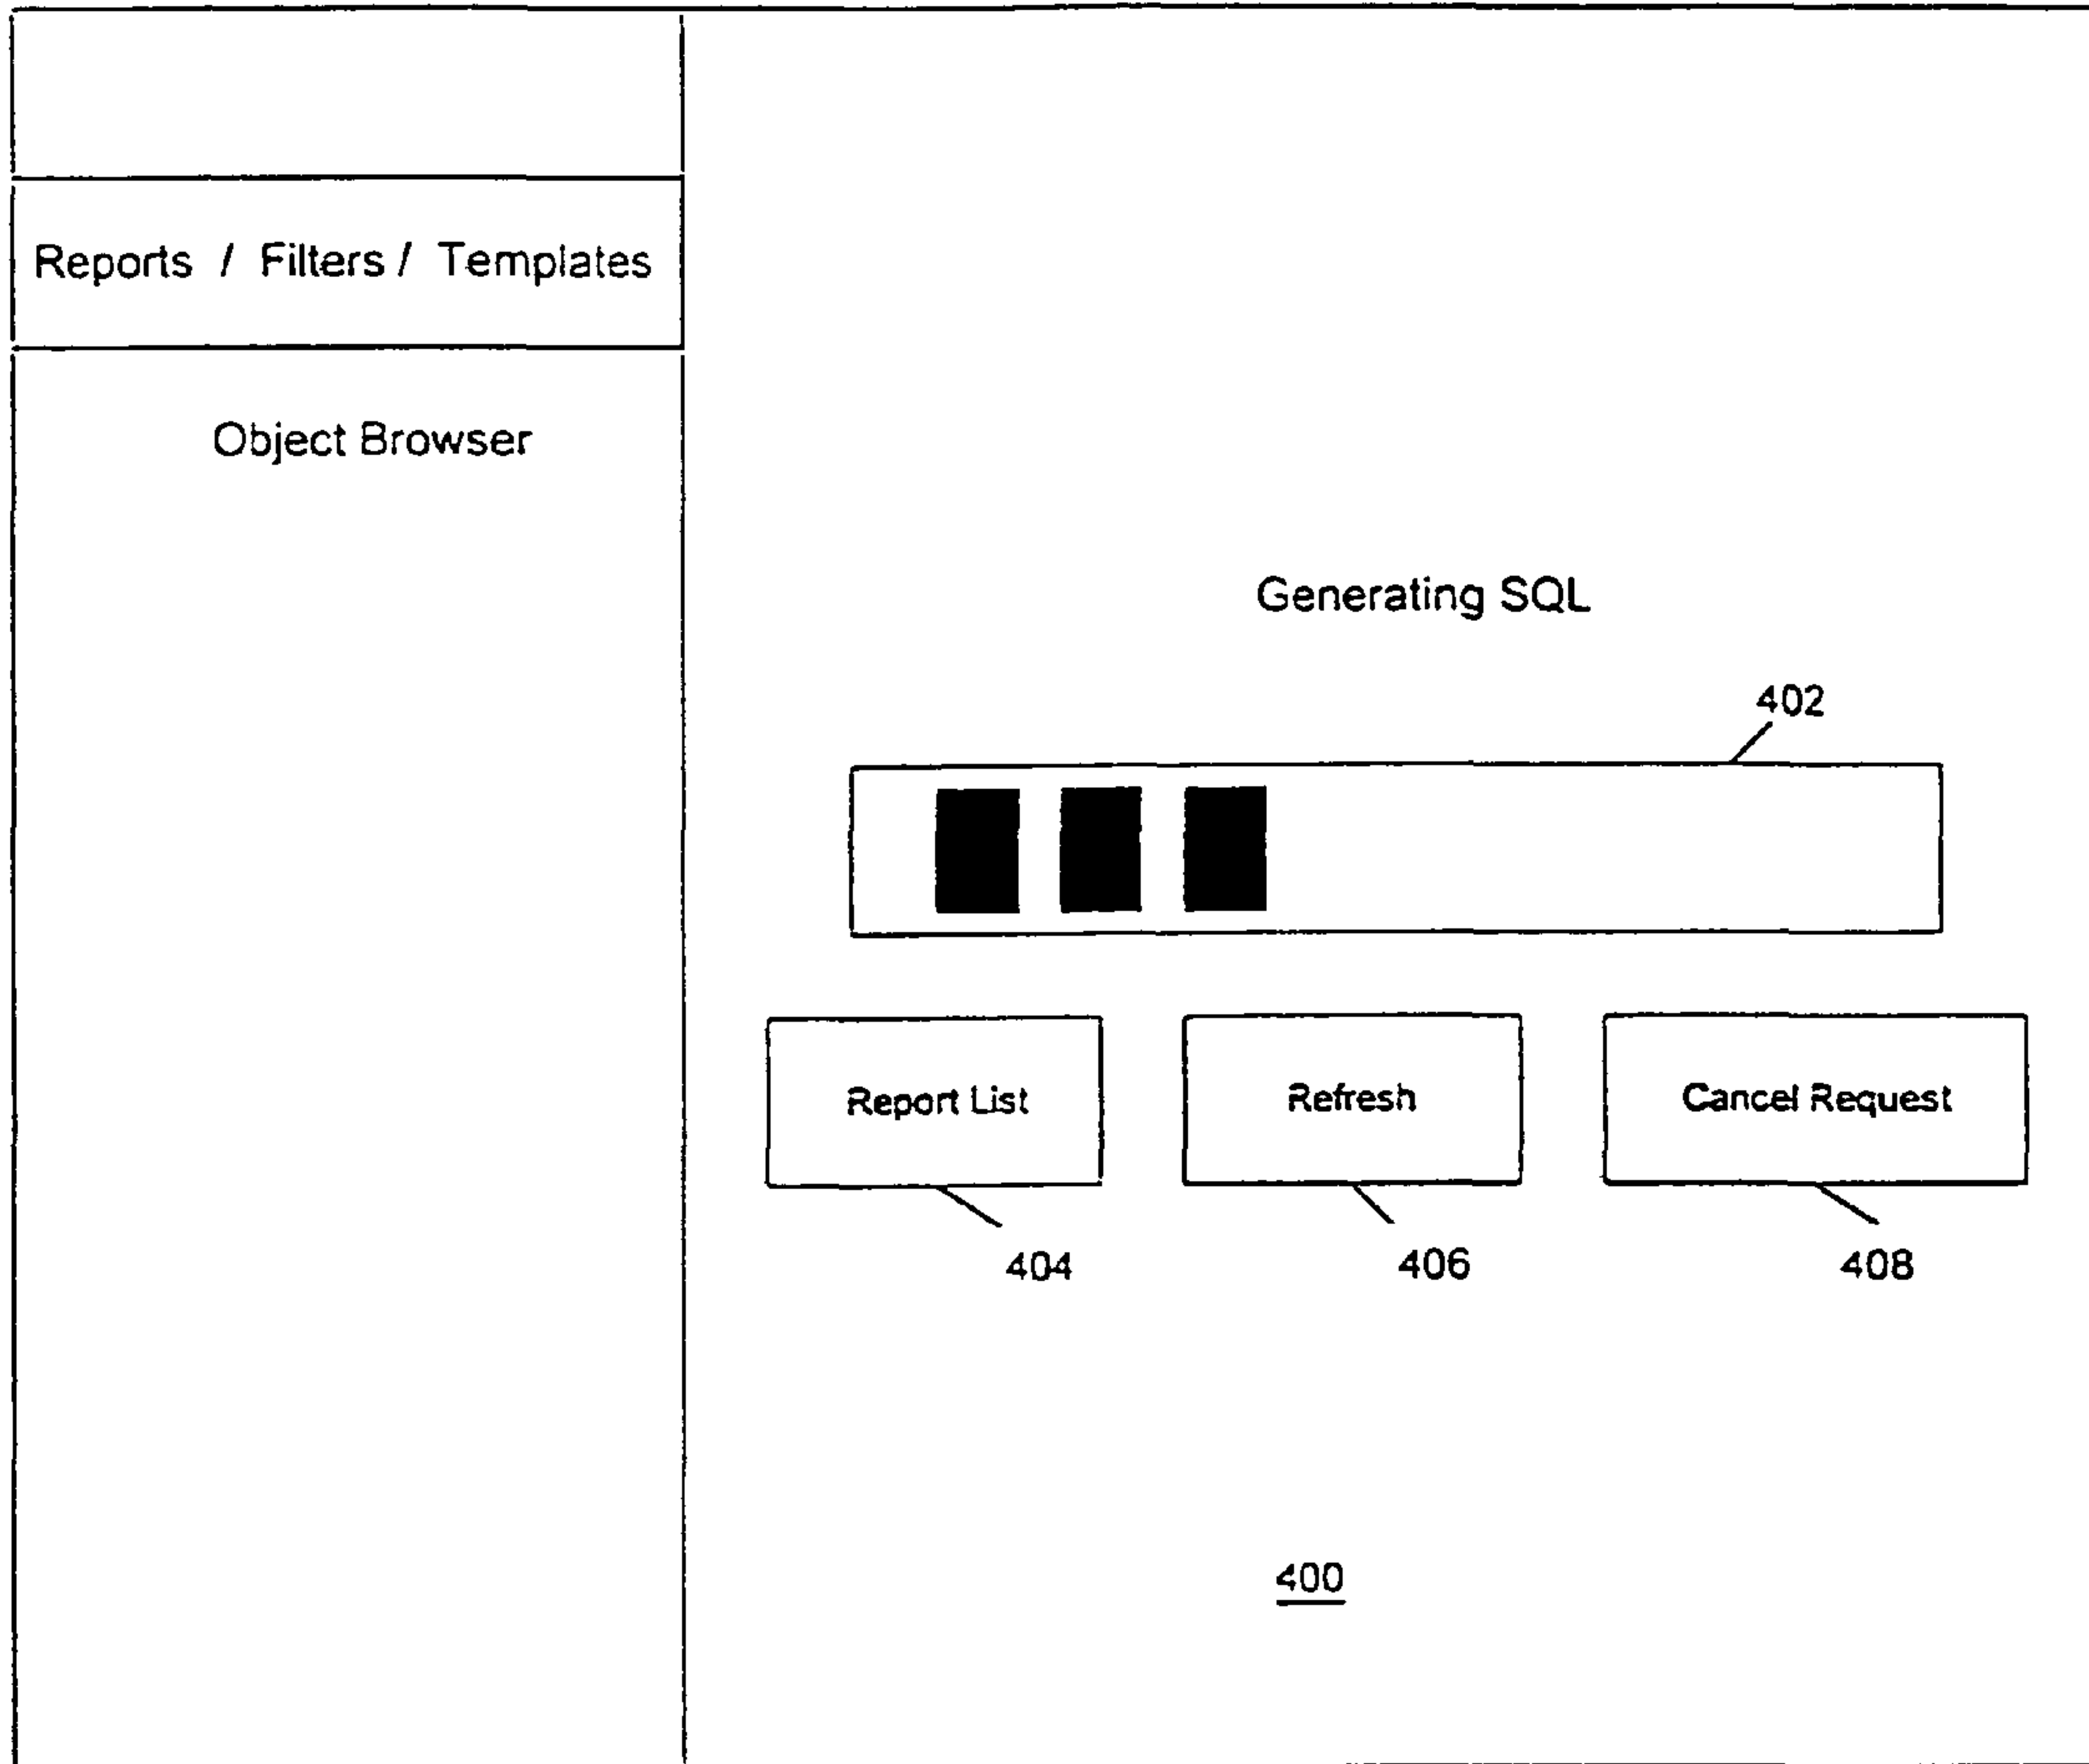 Reports / Filters / Templates
Object Browser
Generating SQL
402
Report List
Refresh
Cancel Request
404
406
408
400